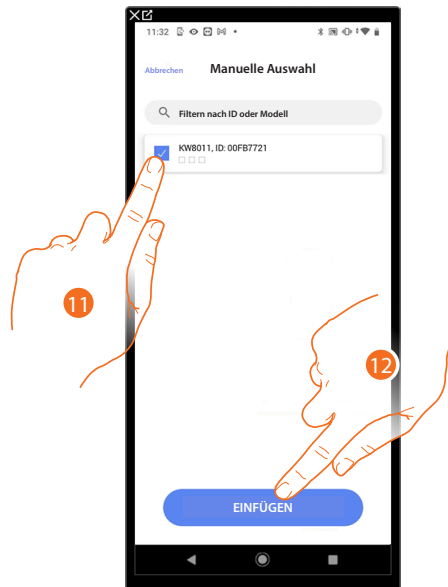 11:32
Abbrechen Manuelle Auswahl
Filtern nach ID oder Modell
KW8011, ID: 00FB7721
11
12
EINFÜGEN